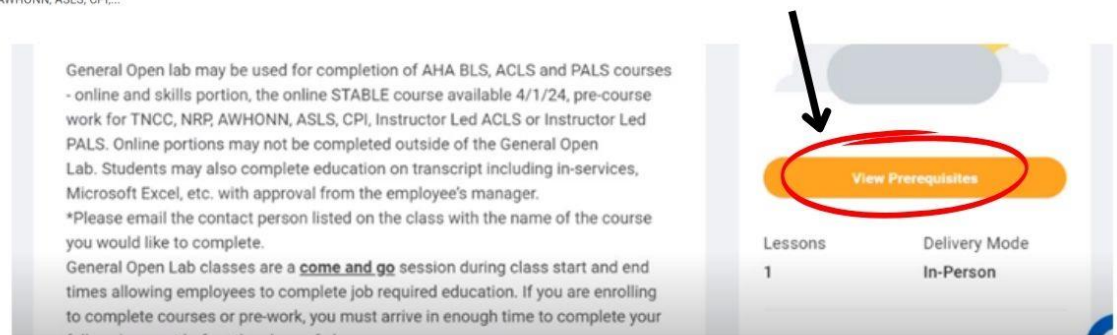 AWHONN, ASLS, CPI,...
General Open lab may be used for completion of AHA BLS, ACLS and PALS courses
- online and skills portion, the online STABLE course available 4/1/24, pre-course
work for TNCC, NRP, AWHONN, ASLS, CPI, Instructor Led ACLS or Instructor Led
PALS. Online portions may not be completed outside of the General Open
Lab. Students may also complete education on transcript including in-services,
Microsoft Excel, etc. with approval from the employee's manager.
*Please email the contact person listed on the class with the name of the course
you would like to complete.
General Open Lab classes are a come and go session during class start and end
times allowing employees to complete job required education. If you are enrolling
to complete courses or pre-work, you must arrive in enough time to complete your
View Prerequisites
Lessons
Delivery Mode
1
In-Person